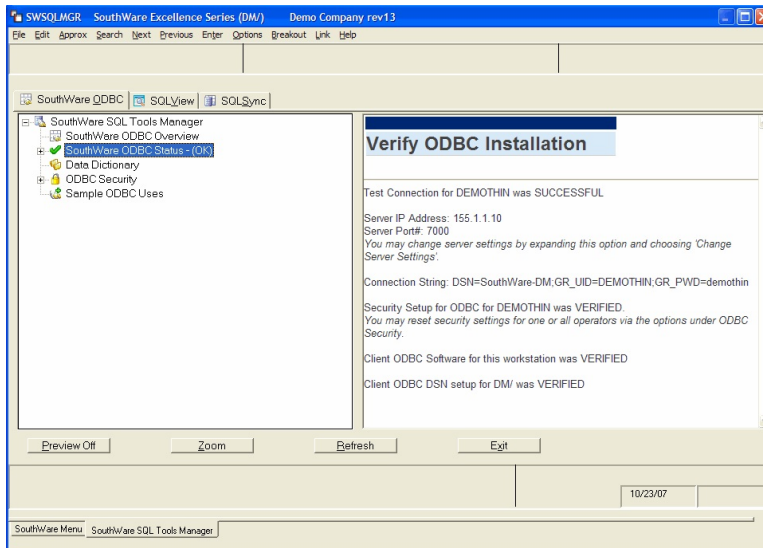 SWSQLMGR SouthWare Excellence Series (DM/) Demo Company rev13
File Edit Approx Search Next Previous Enter Options Breakout Link Help
SouthWare ODBC SQLView SQLSync
SouthWare SQL Tools Manager
SouthWare ODBC Overview
SouthWare ODBC Status - (OK)
Data Dictionary
ODBC Security
Sample ODBC Uses
Verify ODBC Installation
Test Connection for DEMOTHIN was SUCCESSFUL
Server IP Address: 155.1.1.10
Server Port#: 7000
You may change server settings by expanding this option and choosing 'Change
Server Settings'.
Connection String: DSN=SouthWare-DM;GR_UID=DEMOTHIN;GR_PWD=demothin
Security Setup for ODBC for DEMOTHIN was VERIFIED.
You may reset security settings for one or all operators via the options under ODBC
Security.
Client ODBC Software for this workstation was VERIFIED
Client ODBC DSN setup for DM/ was VERIFIED
Preview Off Zoom Refresh Exit
10/23/07
SouthWare Menu SouthWare SQL Tools Manager